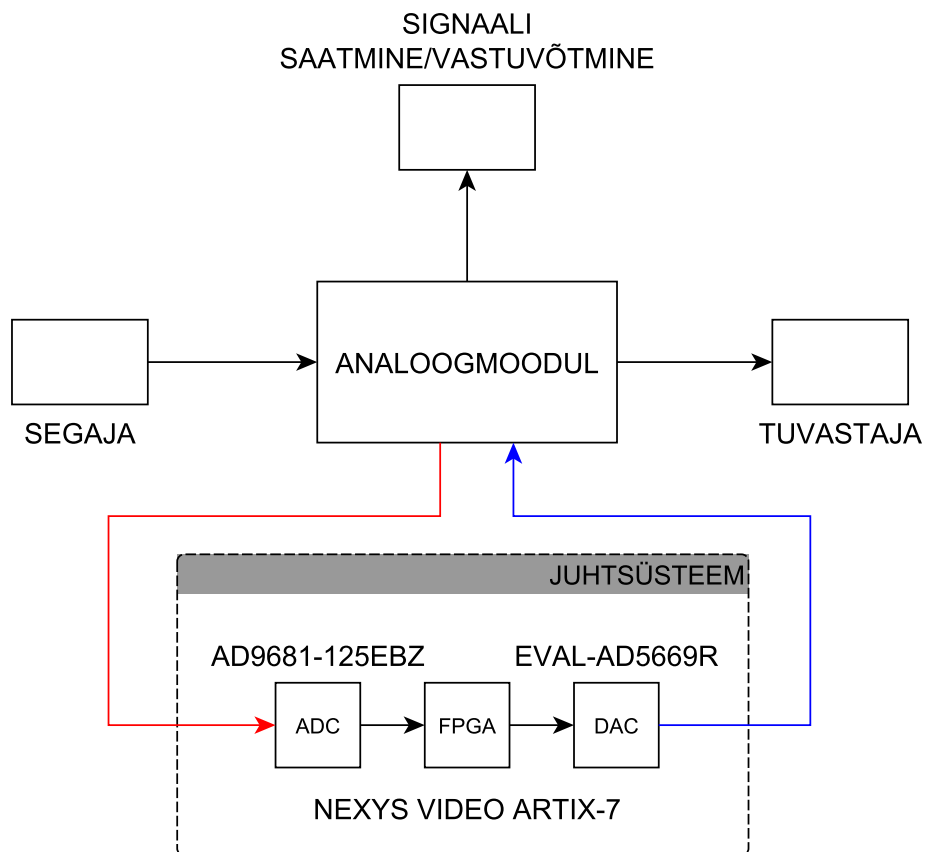 SIGNAALI
SAATMINE/VASTUVÕTMINE
ANALOOGMOODUL
SEGAJA
TUVASTAJA
JUHTSÜSTEEM
AD9681-125EBZ
EVAL-AD5669R
ADC
FPGA
DAC
NEXYS VIDEO ARTIX-7